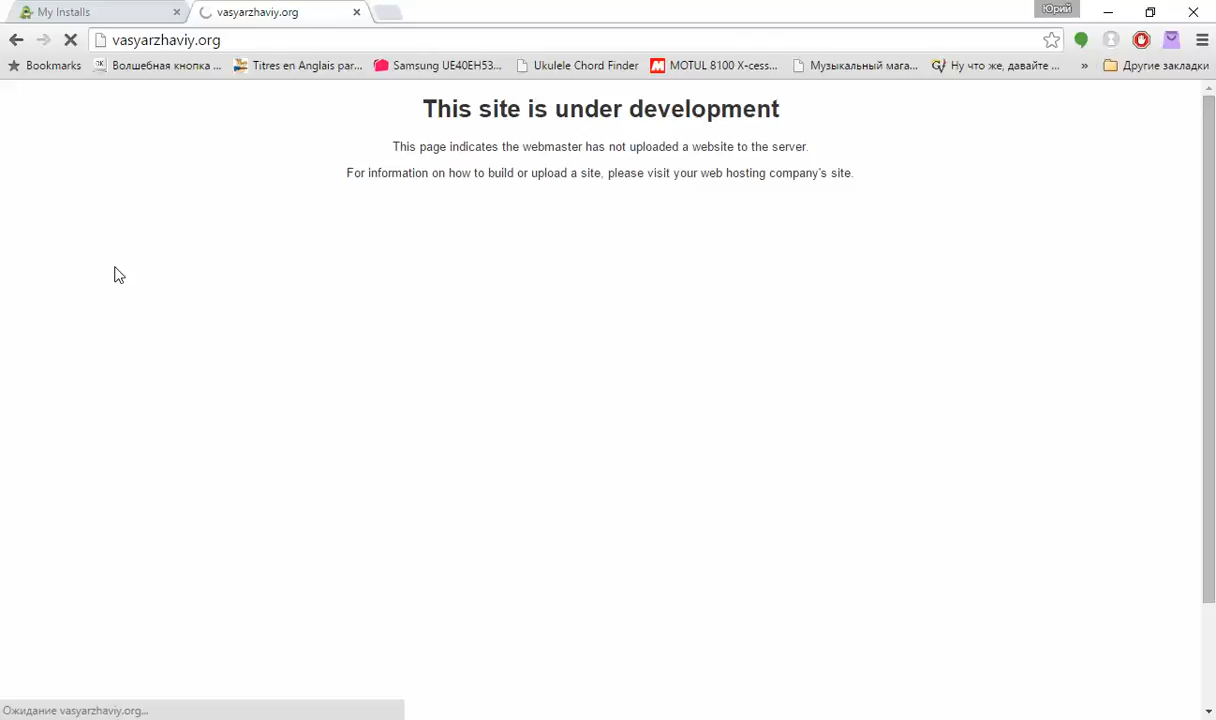 My Installs
vasyarzhaviy.org
Юрий
vasyarzhaviy.org
Bookmarks
Волшебная кнопка ...
Titres en Anglais par...
Samsung UE40EH53...
Ukulele Chord Finder
MOTUL 8100 X-cess...
Музыкальный мага...
Ну что же, давайте ...
»
Другие закладки
This site is under development
This page indicates the webmaster has not uploaded a website to the server.
For information on how to build or upload a site, please visit your web hosting company's site.
Ожидание vasyarzhaviy.org...